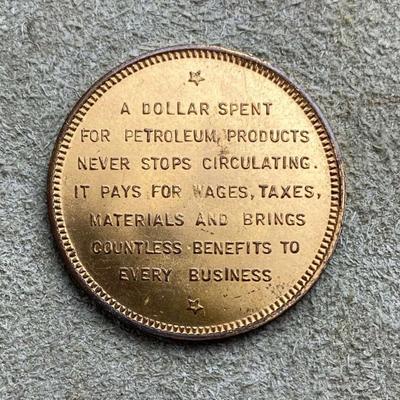 A DOLLAR SPENT
FOR PETROLEUM PRODUCTS
NEVER STOPS CIRCULATING.
IT PAYS FOR WAGES, TAXES,
MATERIALS AND BRINGS
COUNTLESS BENEFITS TO
EVERY BUSINESS